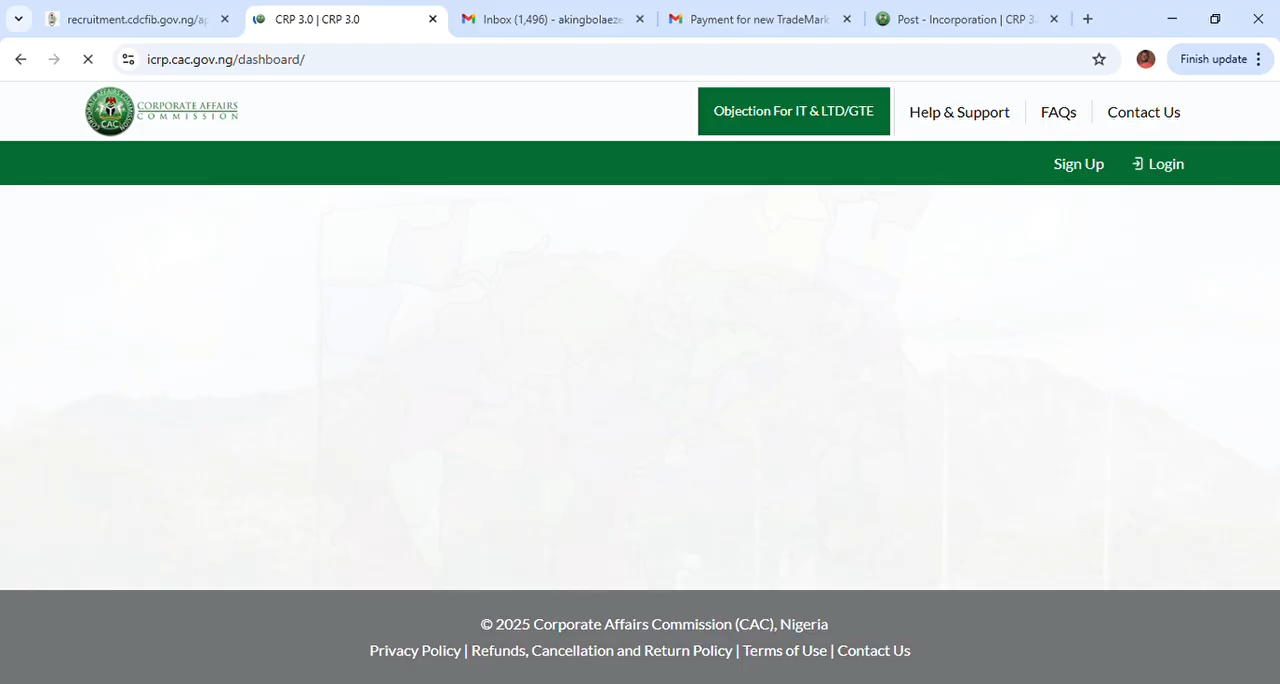 recruitment.cdcfib.gov.ng/ap
CRP 3.0 | CRP 3.0
Inbox (1,496) - akingbolaeze
Payment for new TradeMark
Post - Incorporation | CRP 3.
icrp.cac.gov.ng/dashboard/
Finish update
CORPORATE AFFAIRS
COMMISSION
CAC
Objection For IT & LTD/GTE
Help & Support
FAQs
Contact Us
Sign Up
Login
© 2025 Corporate Affairs Commission (CAC), Nigeria
Privacy Policy | Refunds, Cancellation and Return Policy | Terms of Use | Contact Us